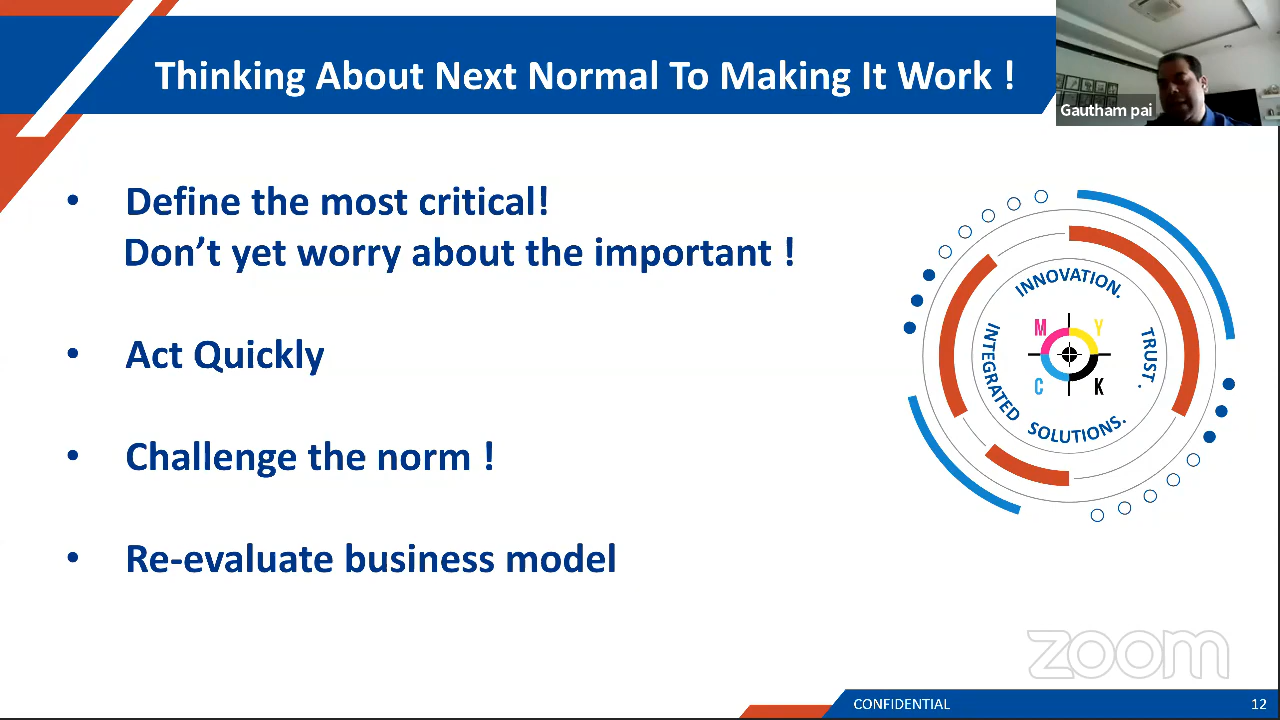 Thinking About Next Normal To Making It Work !
Gautham pai
• Define the most critical!
Don’t yet worry about the important !
• Act Quickly
• Challenge the norm !
• Re-evaluate business model
INNOVATION.
TRUST.
INTEGRATED SOLUTIONS.
M Y
C K
zoom
CONFIDENTIAL
12